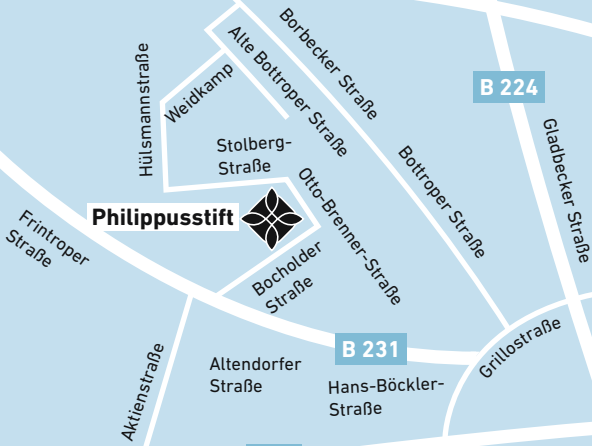 Borbecker Straße
Alte Bottroper Straße
Hülsmannstraße
Weidkamp
B 224
Stolberg-
Straße
Bottroper Straße
Gladbecker Straße
Otto-Brenner-Straße
Philippusstift
Frintroper
Straße
Bocholder
Straße
B 231
Grillostraße
Aktienstraße
Altendorfer
Straße
Hans-Böckler-
Straße